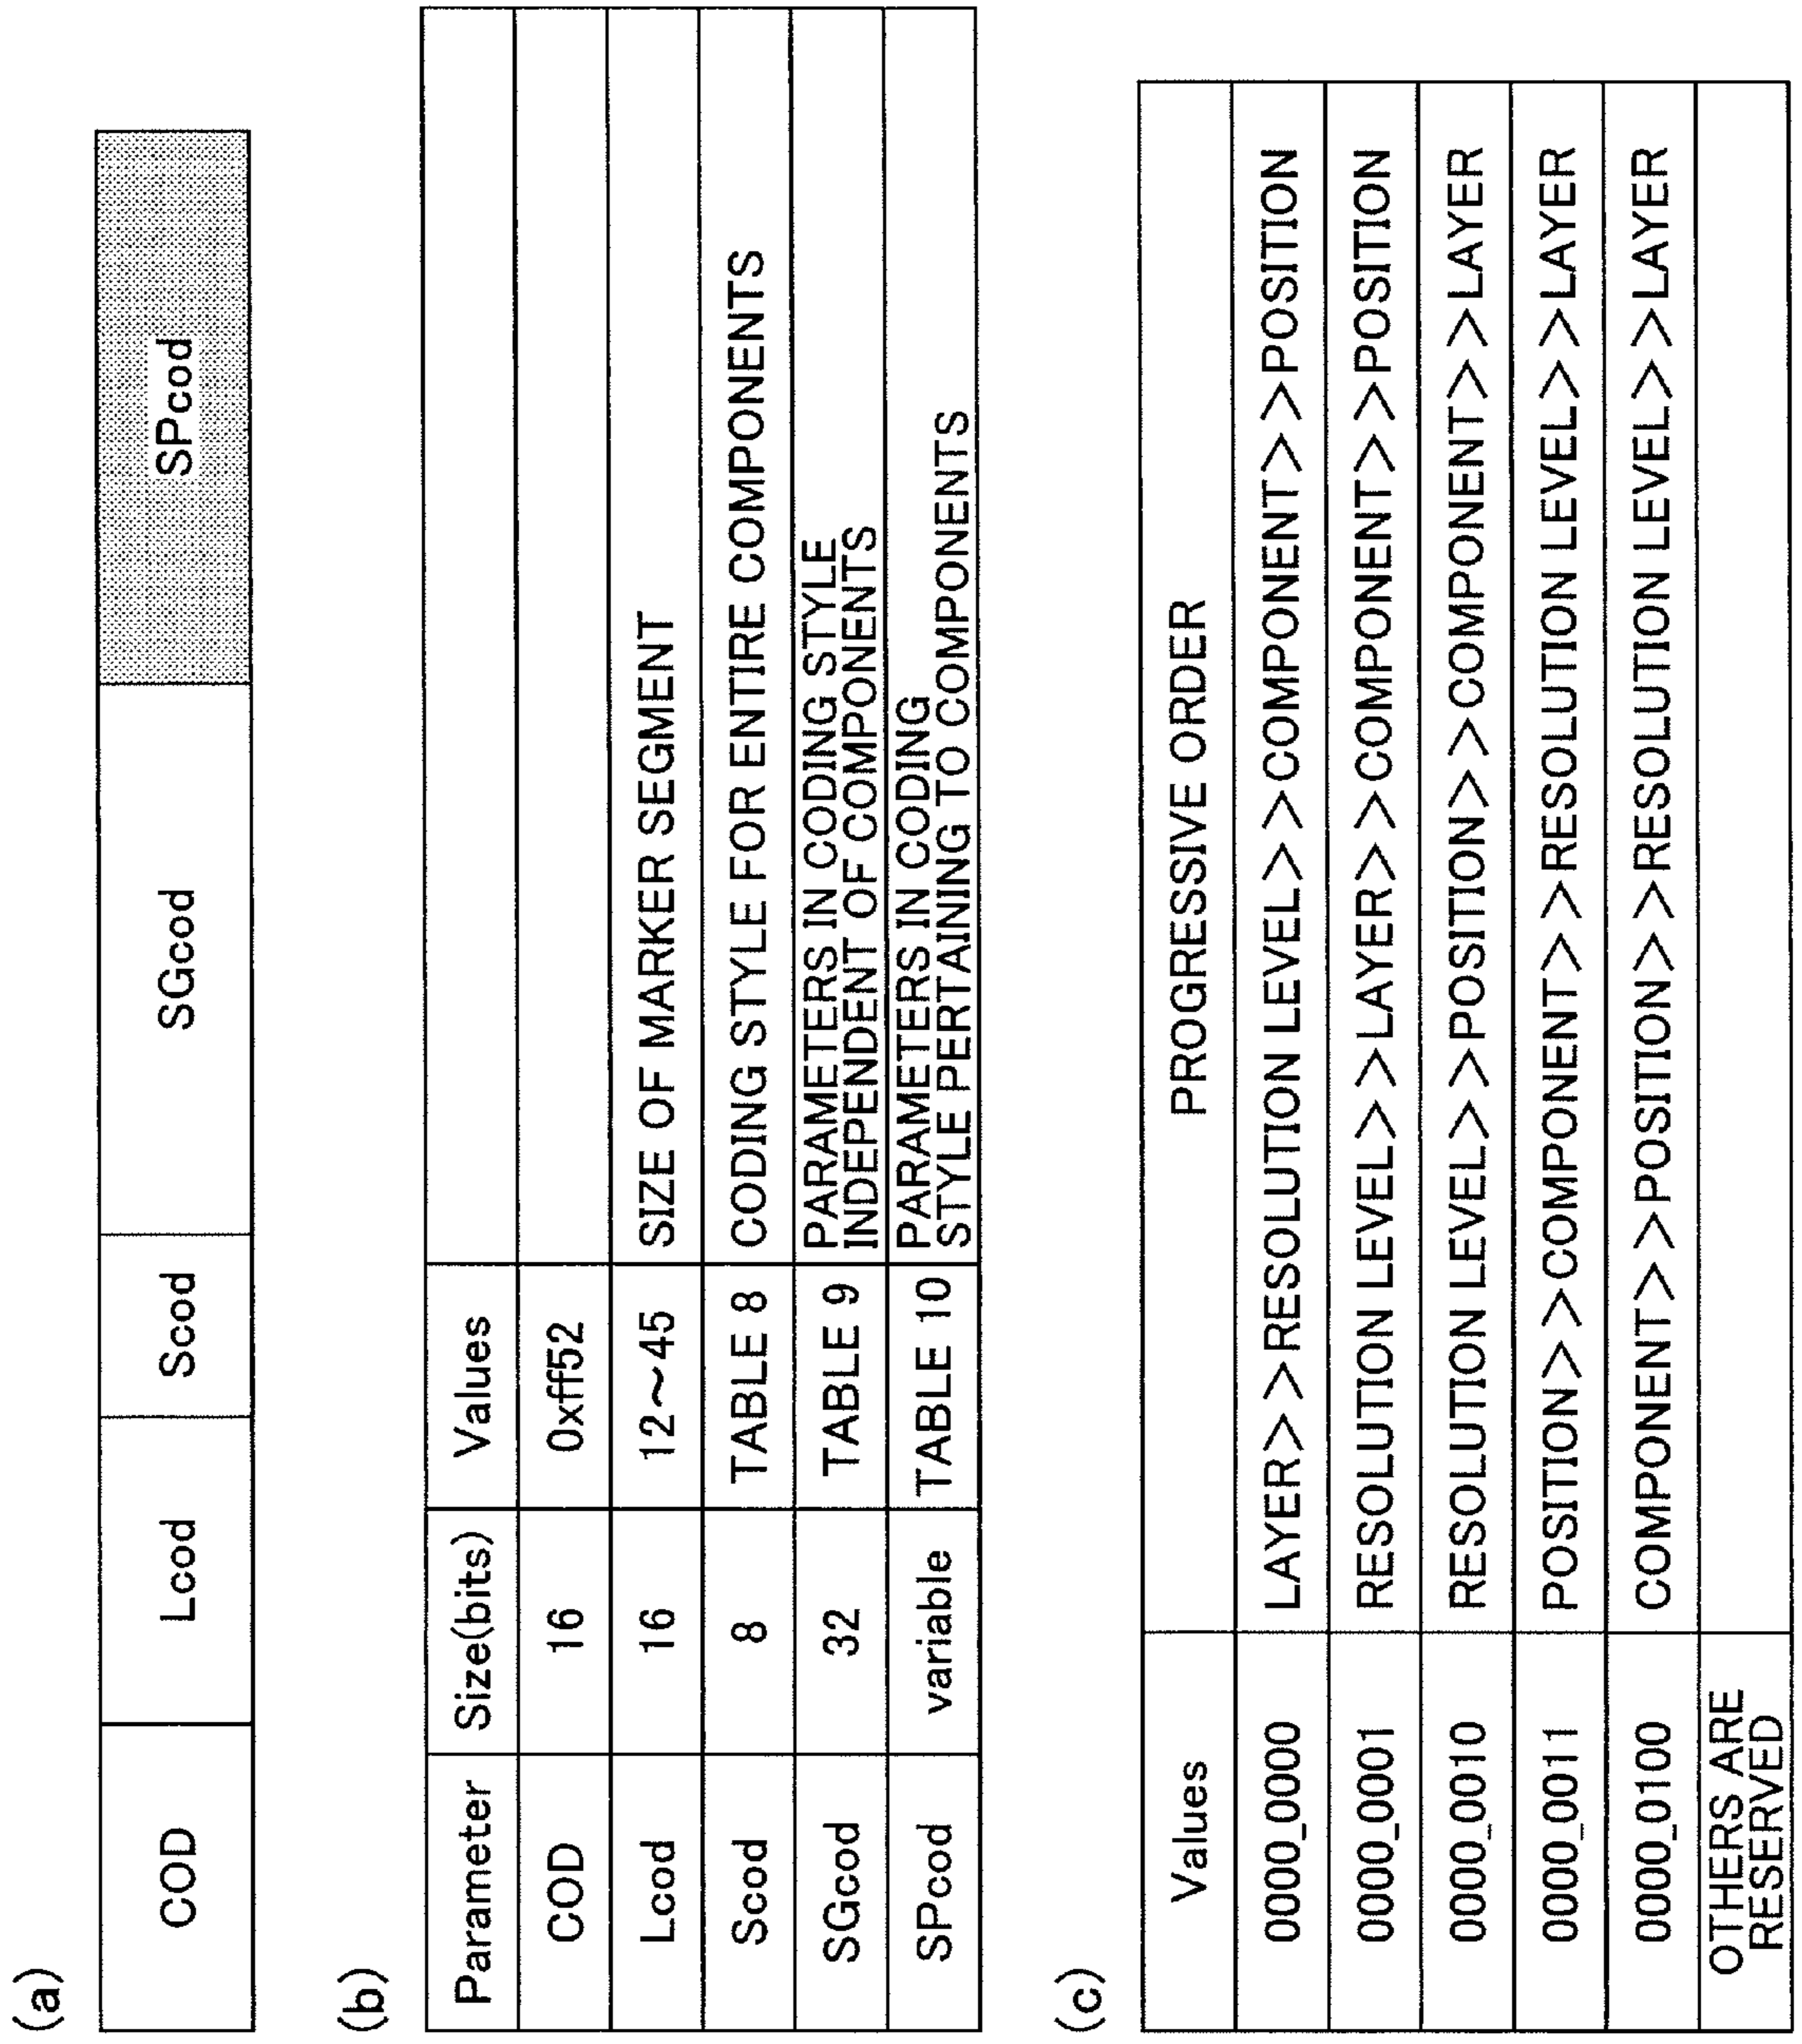 (a)
COD Lcod Scod SGcod SPcod
(b)
Parameter Size(bits) Values
COD 16 0xff52
Lcod 16 12~45 SIZE OF MARKER SEGMENT
Scod 8 TABLE 8 CODING STYLE FOR ENTIRE COMPONENTS
SGcod 32 TABLE 9 PARAMETERS IN CODING STYLE
INDEPENDENT OF COMPONENTS
SPcod variable TABLE 10 PARAMETERS IN CODING
STYLE PERTAINING TO COMPONENTS
(c)
Values PROGRESSIVE ORDER
0000_0000 LAYER>>RESOLUTION LEVEL>>COMPONENT>>POSITION
0000_0001 RESOLUTION LEVEL>>LAYER>>COMPONENT>>POSITION
0000_0010 RESOLUTION LEVEL>>POSITION>>COMPONENT>>LAYER
0000_0011 POSITION>>COMPONENT>>RESOLUTION LEVEL>>LAYER
0000_0100 COMPONENT>>POSITION>>RESOLUTION LEVEL>>LAYER
OTHERS ARE
RESERVED